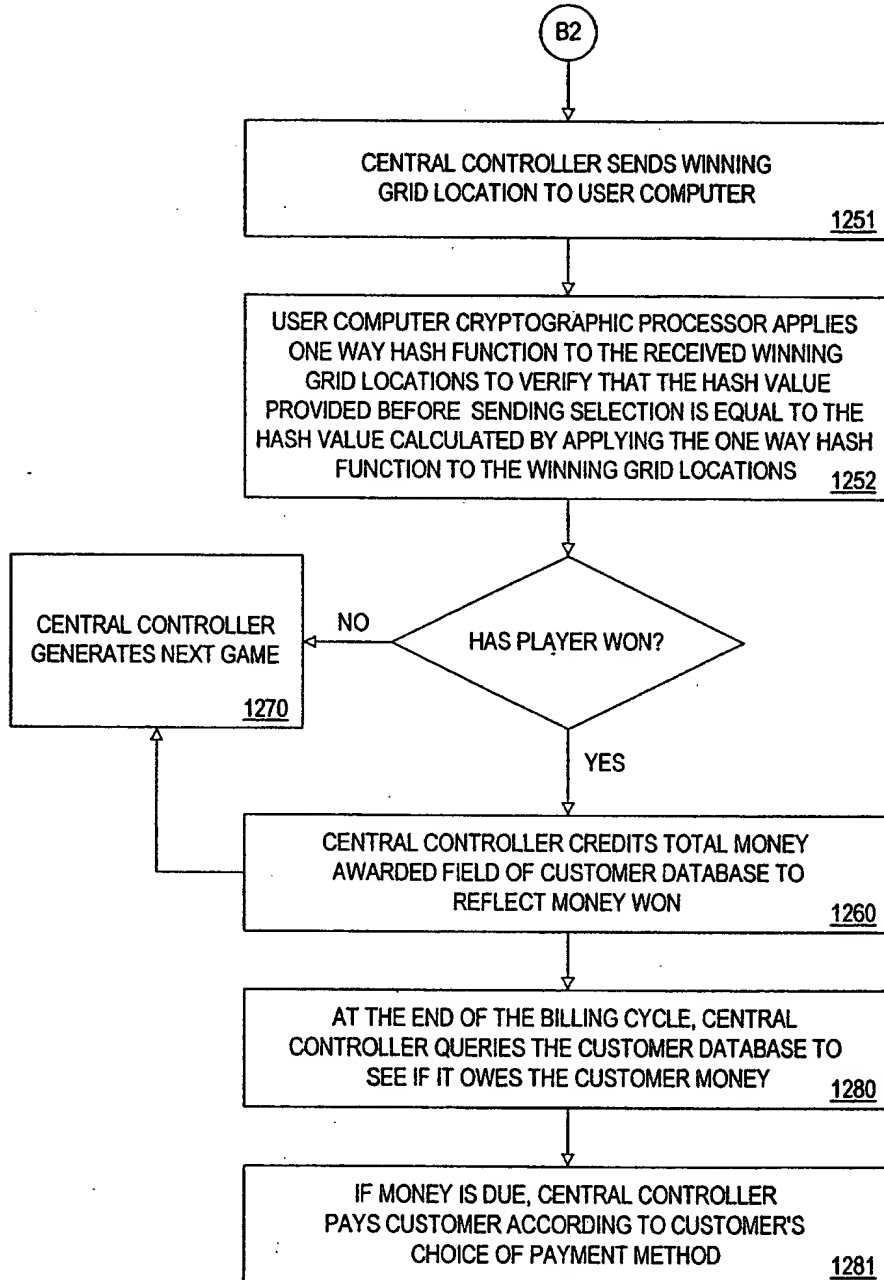 B2
CENTRAL CONTROLLER SENDS WINNING
GRID LOCATION TO USER COMPUTER
1251
USER COMPUTER CRYPTOGRAPHIC PROCESSOR APPLIES
ONE WAY HASH FUNCTION TO THE RECEIVED WINNING
GRID LOCATIONS TO VERIFY THAT THE HASH VALUE
PROVIDED BEFORE SENDING SELECTION IS EQUAL TO THE
HASH VALUE CALCULATED BY APPLYING THE ONE WAY HASH
FUNCTION TO THE WINNING GRID LOCATIONS
1252
HAS PLAYER WON?
NO
CENTRAL CONTROLLER
GENERATES NEXT GAME
1270
YES
CENTRAL CONTROLLER CREDITS TOTAL MONEY
AWARDED FIELD OF CUSTOMER DATABASE TO
REFLECT MONEY WON
1260
AT THE END OF THE BILLING CYCLE, CENTRAL
CONTROLLER QUERIES THE CUSTOMER DATABASE TO
SEE IF IT OWES THE CUSTOMER MONEY
1280
IF MONEY IS DUE, CENTRAL CONTROLLER
PAYS CUSTOMER ACCORDING TO CUSTOMER'S
CHOICE OF PAYMENT METHOD
1281